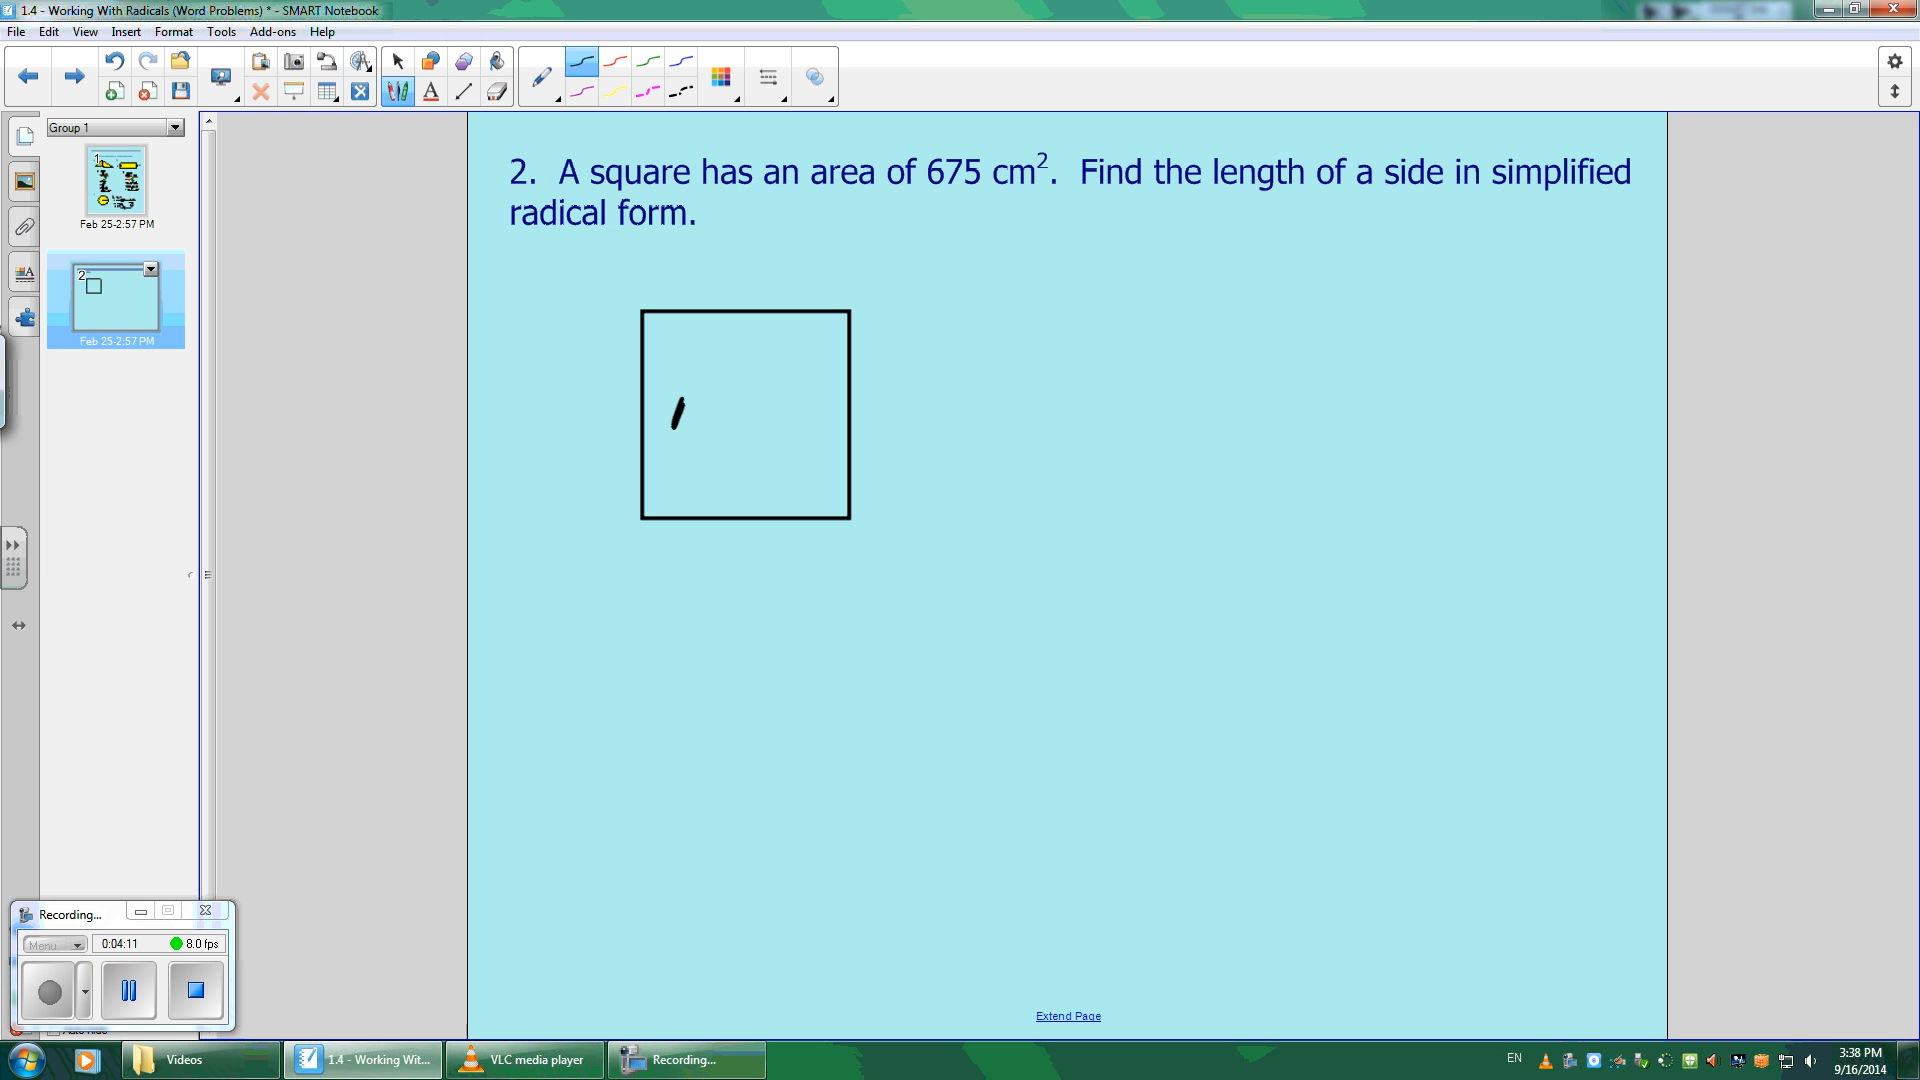 1.4 - Working With Radicals (Word Problems) * - SMART Notebook
File Edit View Insert Format Tools Add-ons Help
Group 1
1
Feb 25-2:57 PM
2
Feb 25-2:57 PM
2. A square has an area of 675 cm². Find the length of a side in simplified
radical form.
Extend Page
Recording...
Menu 0:04:11 8.0 fps
Videos 1.4 - Working Wit... VLC media player Recording... EN 3:38 PM
9/16/2014